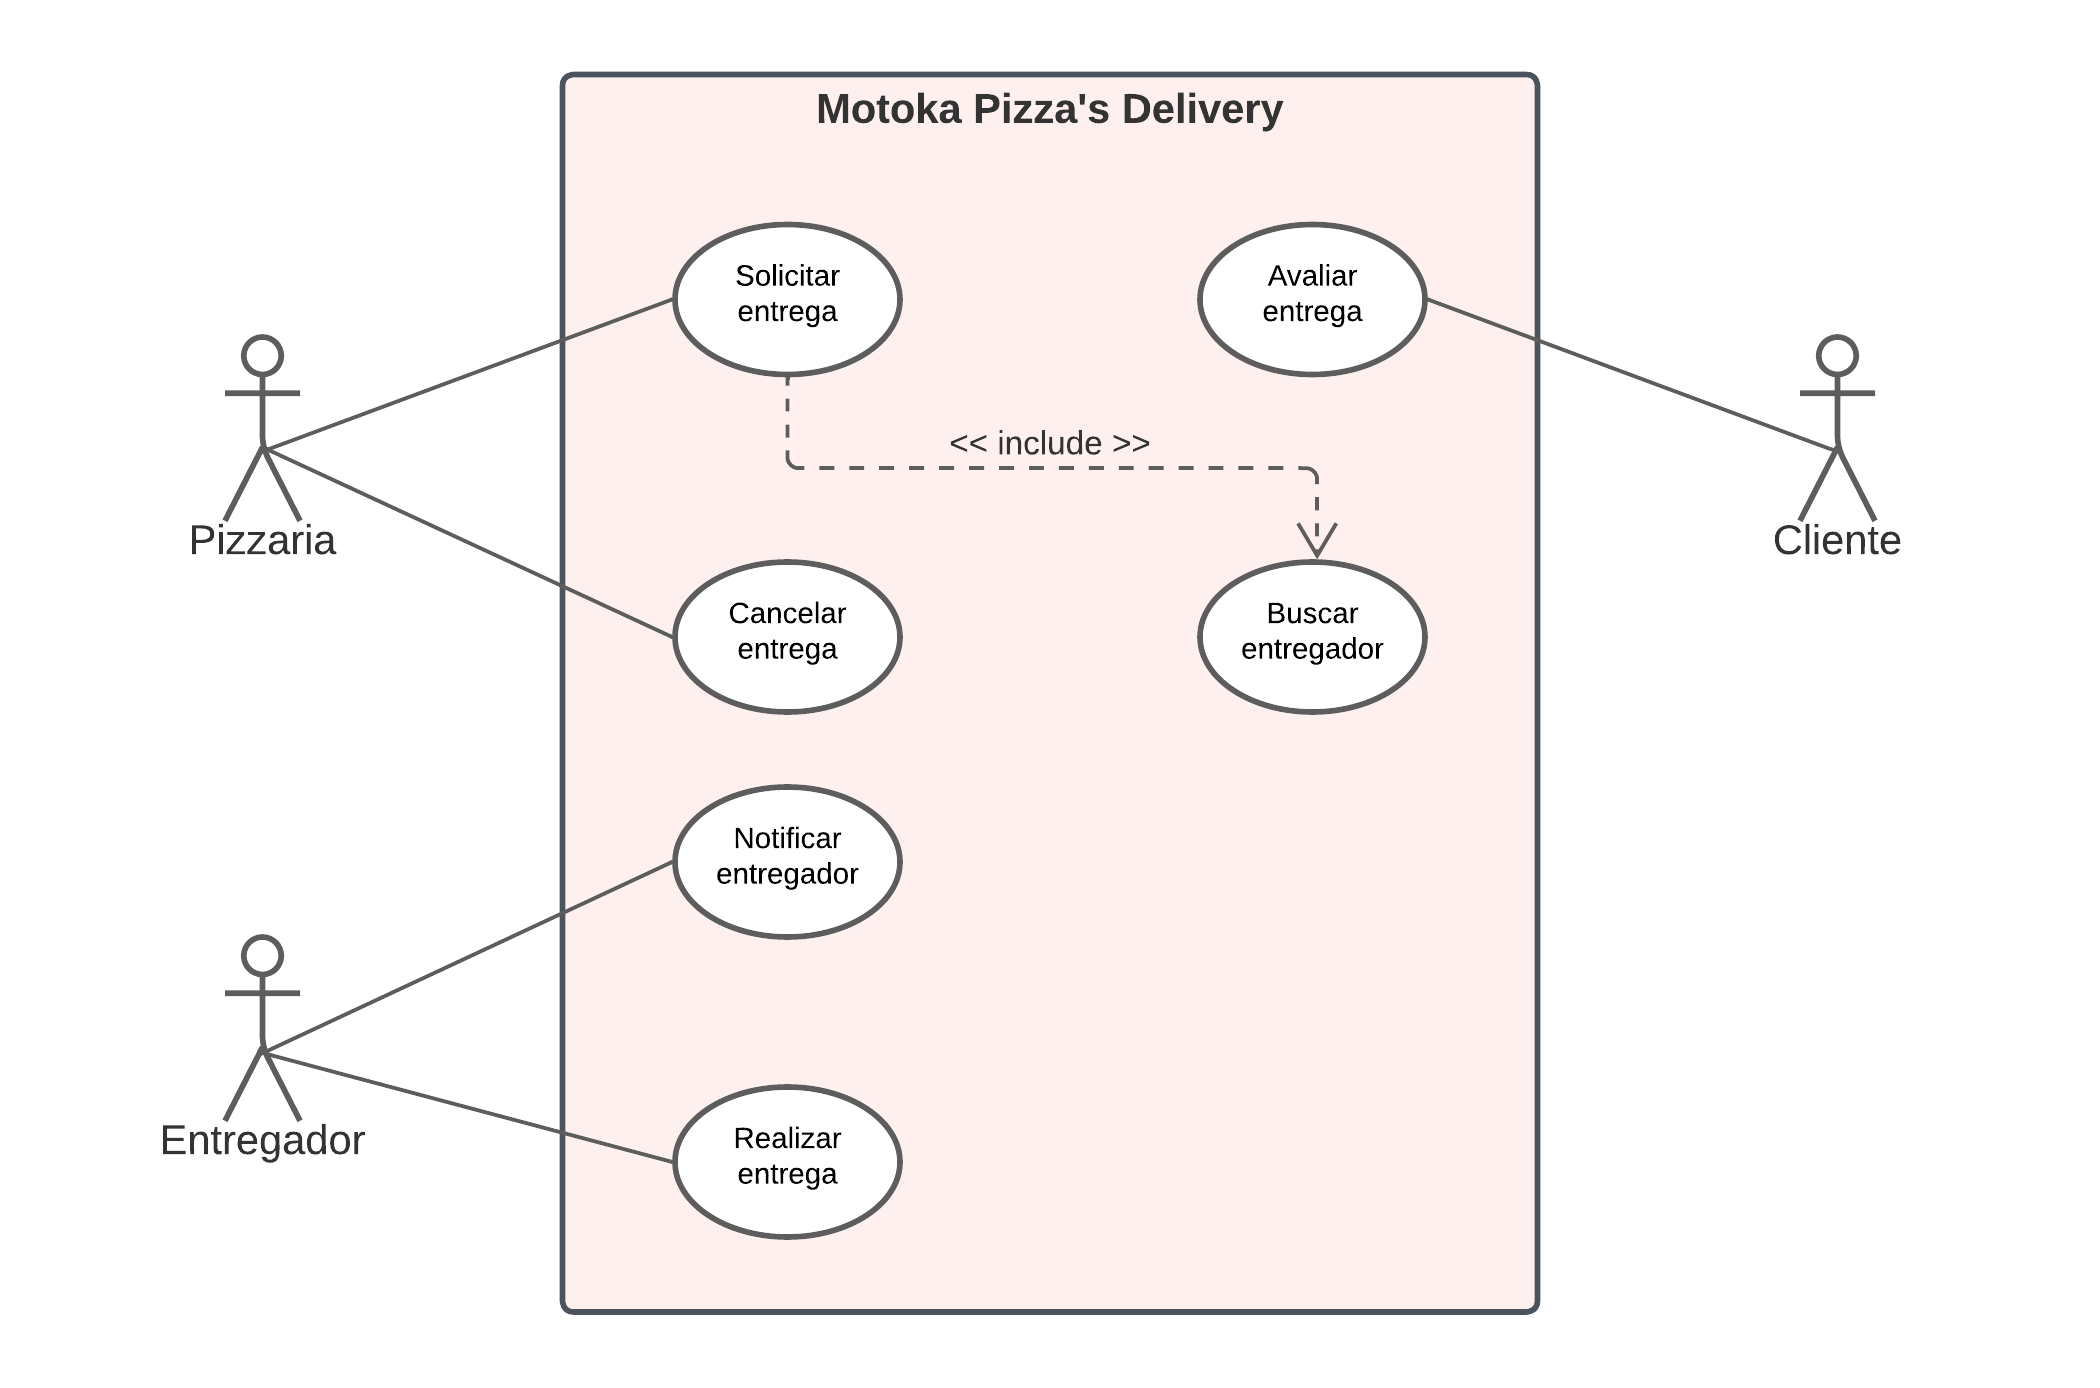 Motoka Pizza's Delivery
Solicitar
entrega
Avaliar
entrega
<< include >>
Pizzaria
Cliente
Cancelar
entrega
Buscar
entregador
Notificar
entregador
Entregador
Realizar
entrega